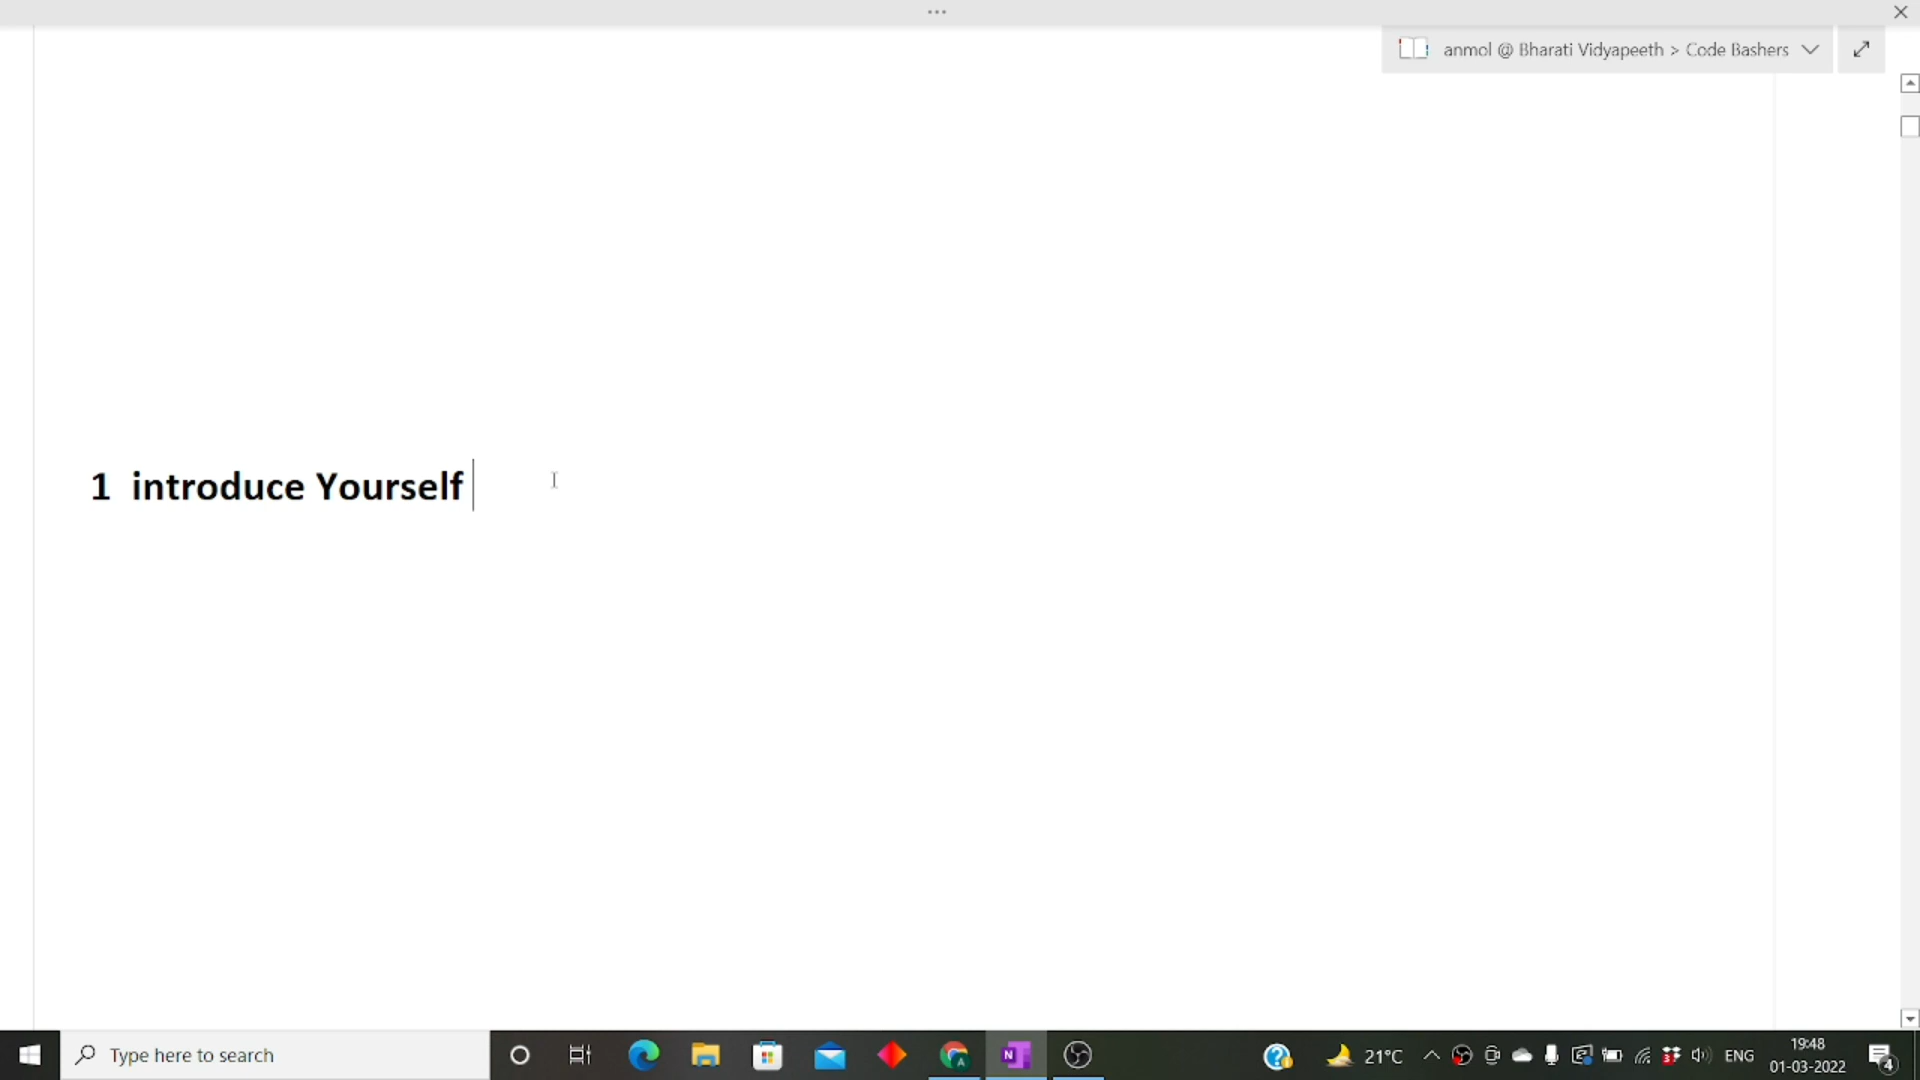 anmol @ Bharati Vidyapeeth > Code Bashers
1 introduce Yourself
Type here to search
21°C
ENG
19:48
01-03-2022
4